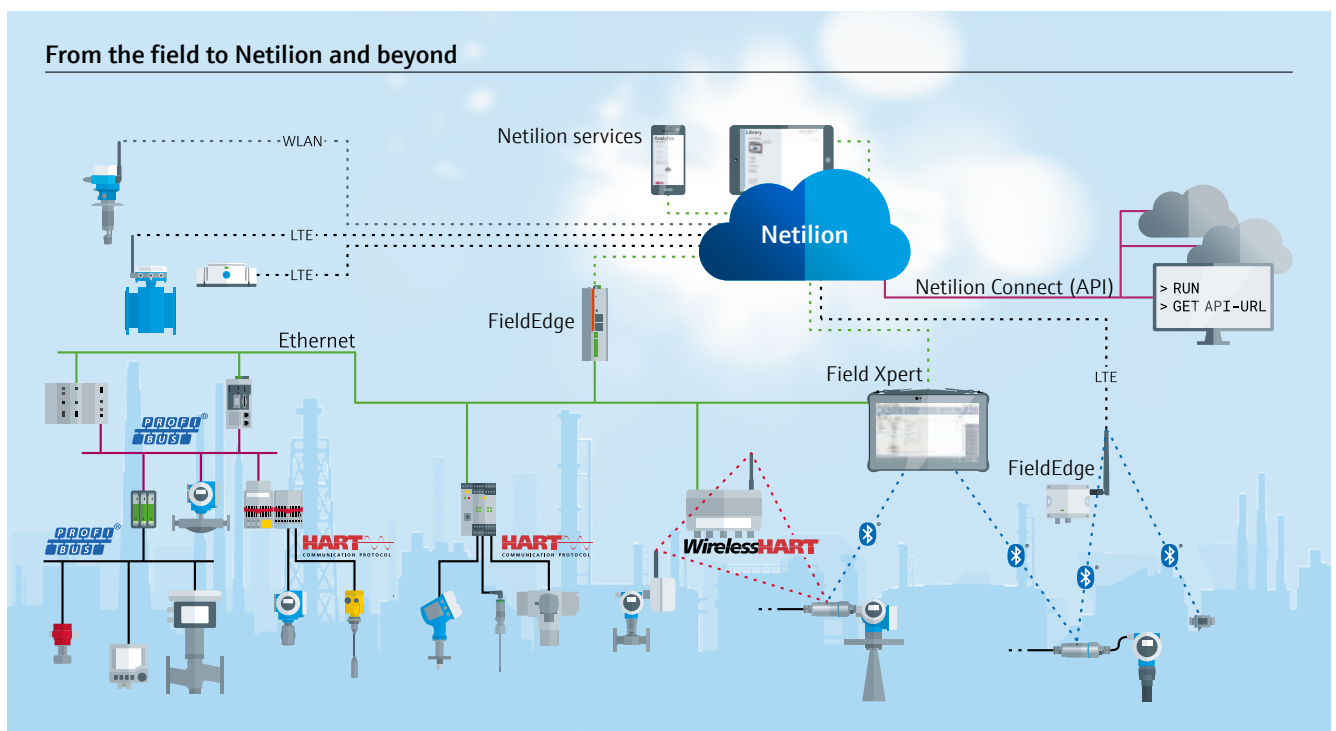 From the field to Netilion and beyond
WLAN
Netilion services
Analytics
Library
LTE
LTE
Netilion
Netilion Connect (API)
> RUN
> GET API-URL
FieldEdge
Ethernet
Field Xpert
LTE
PROFI
BUS
®
FieldEdge
PROFI
BUS
®
HART
COMMUNICATION PROTOCOL
HART
COMMUNICATION PROTOCOL
WirelessHART